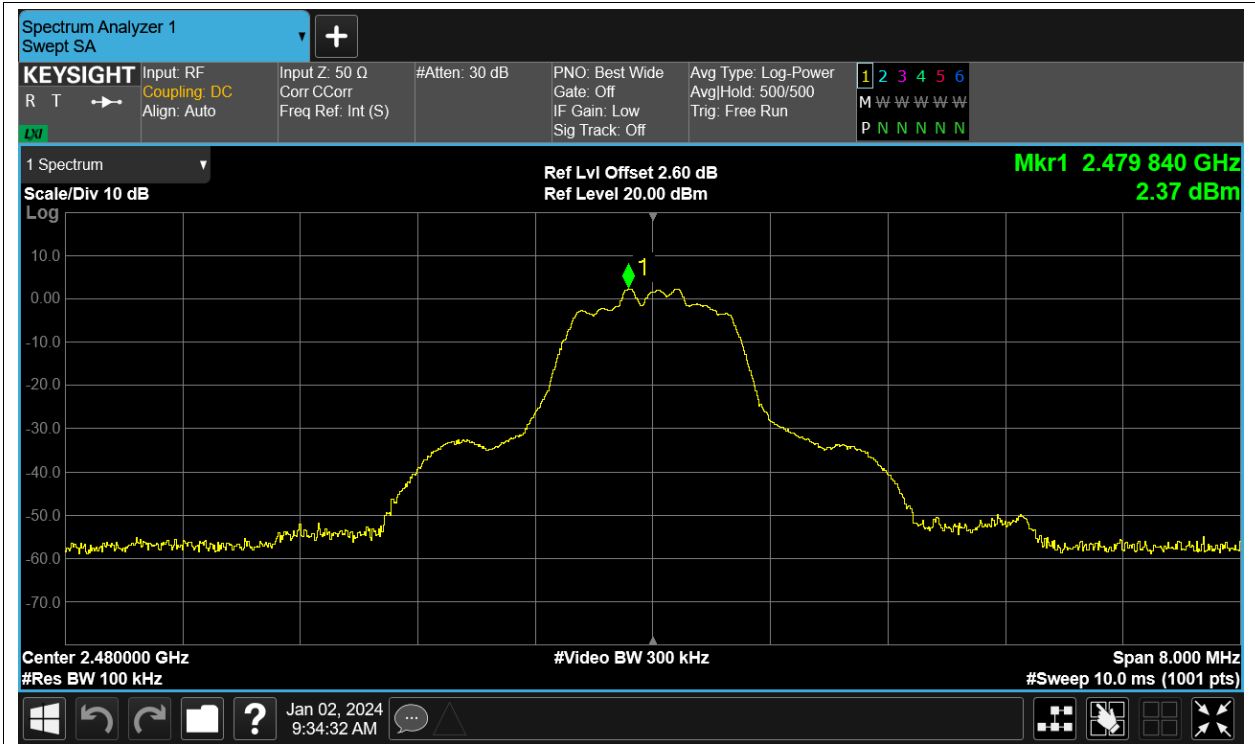 Spectrum Analyzer 1
Swept SA
KEYSIGHT
R T
LXI
Input: RF
Coupling: DC
Align: Auto
Input Z: 50 Ω
Corr CCorr
Freq Ref: Int (S)
#Atten: 30 dB
PNO: Best Wide
Gate: Off
IF Gain: Low
Sig Track: Off
Avg Type: Log-Power
Avg|Hold: 500/500
Trig: Free Run
1 2 3 4 5 6
M W W W W W
P N N N N N
1 Spectrum
Scale/Div 10 dB
Ref Lvl Offset 2.60 dB
Ref Level 20.00 dBm
Mkr1 2.479 840 GHz
2.37 dBm
Log
10.0
0.00
-10.0
-20.0
-30.0
-40.0
-50.0
-60.0
-70.0
1
Center 2.480000 GHz
#Res BW 100 kHz
#Video BW 300 kHz
Span 8.000 MHz
#Sweep 10.0 ms (1001 pts)
?
Jan 02, 2024
9:34:32 AM